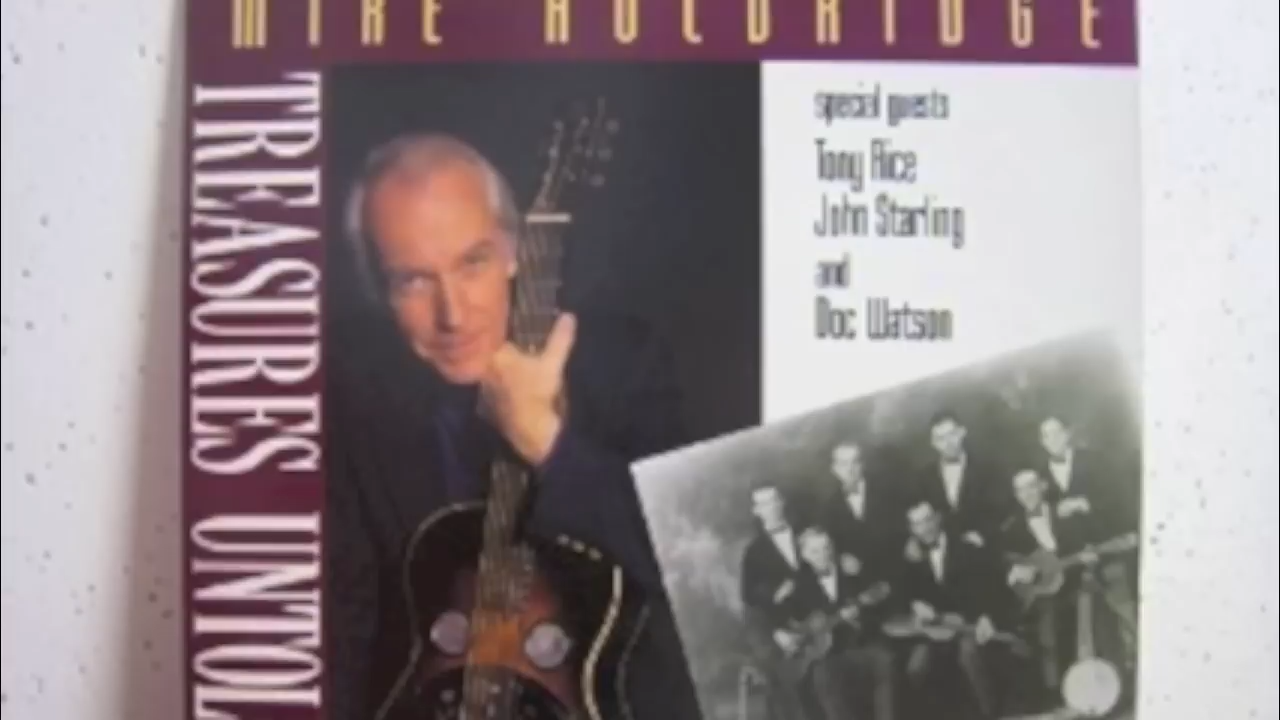 MIKE AULDRIDGE
TREASURES UNTOL
special guests
Tony Rice
John Starling
and
Doc Watson